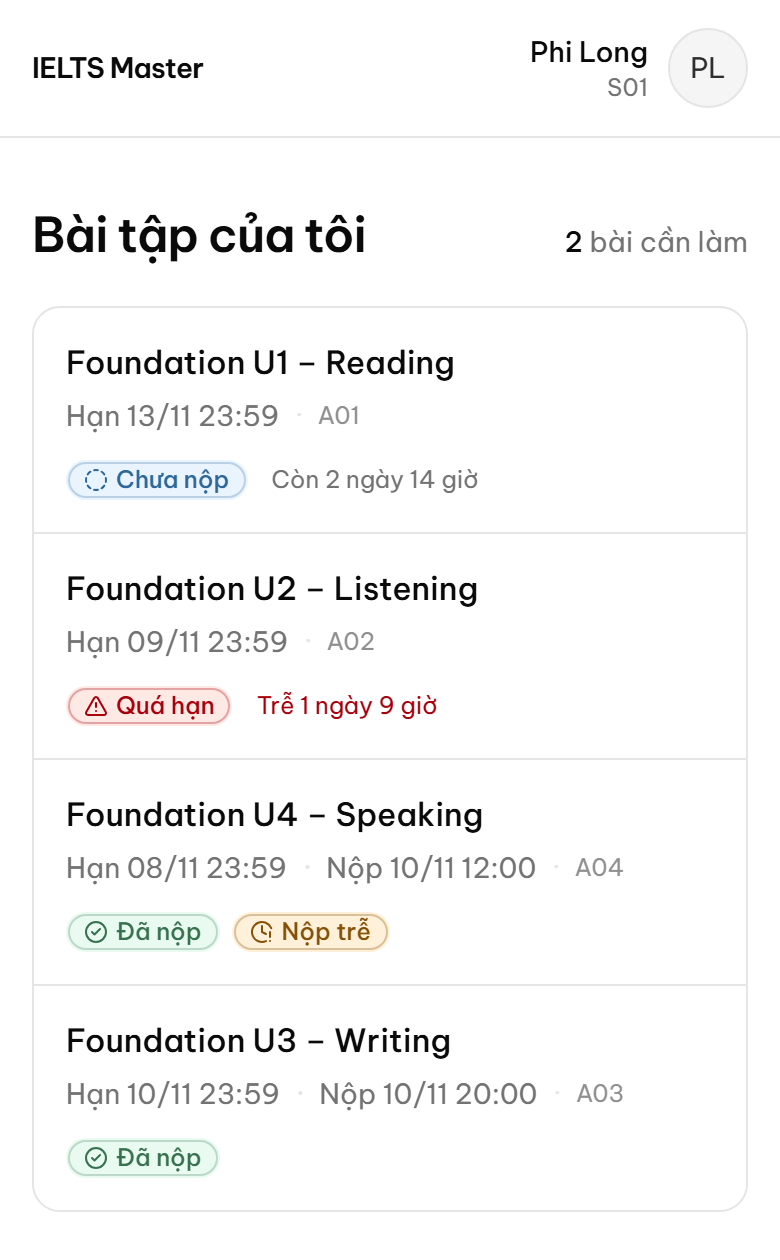 IELTS Master
Phi Long
S01
PL
Bài tập của tôi
2 bài cần làm
Foundation U1 – Reading
Hạn 13/11 23:59 · A01
Chưa nộp Còn 2 ngày 14 giờ
Foundation U2 – Listening
Hạn 09/11 23:59 · A02
Quá hạn Trễ 1 ngày 9 giờ
Foundation U4 – Speaking
Hạn 08/11 23:59 · Nộp 10/11 12:00 · A04
Đã nộp Nộp trễ
Foundation U3 – Writing
Hạn 10/11 23:59 · Nộp 10/11 20:00 · A03
Đã nộp